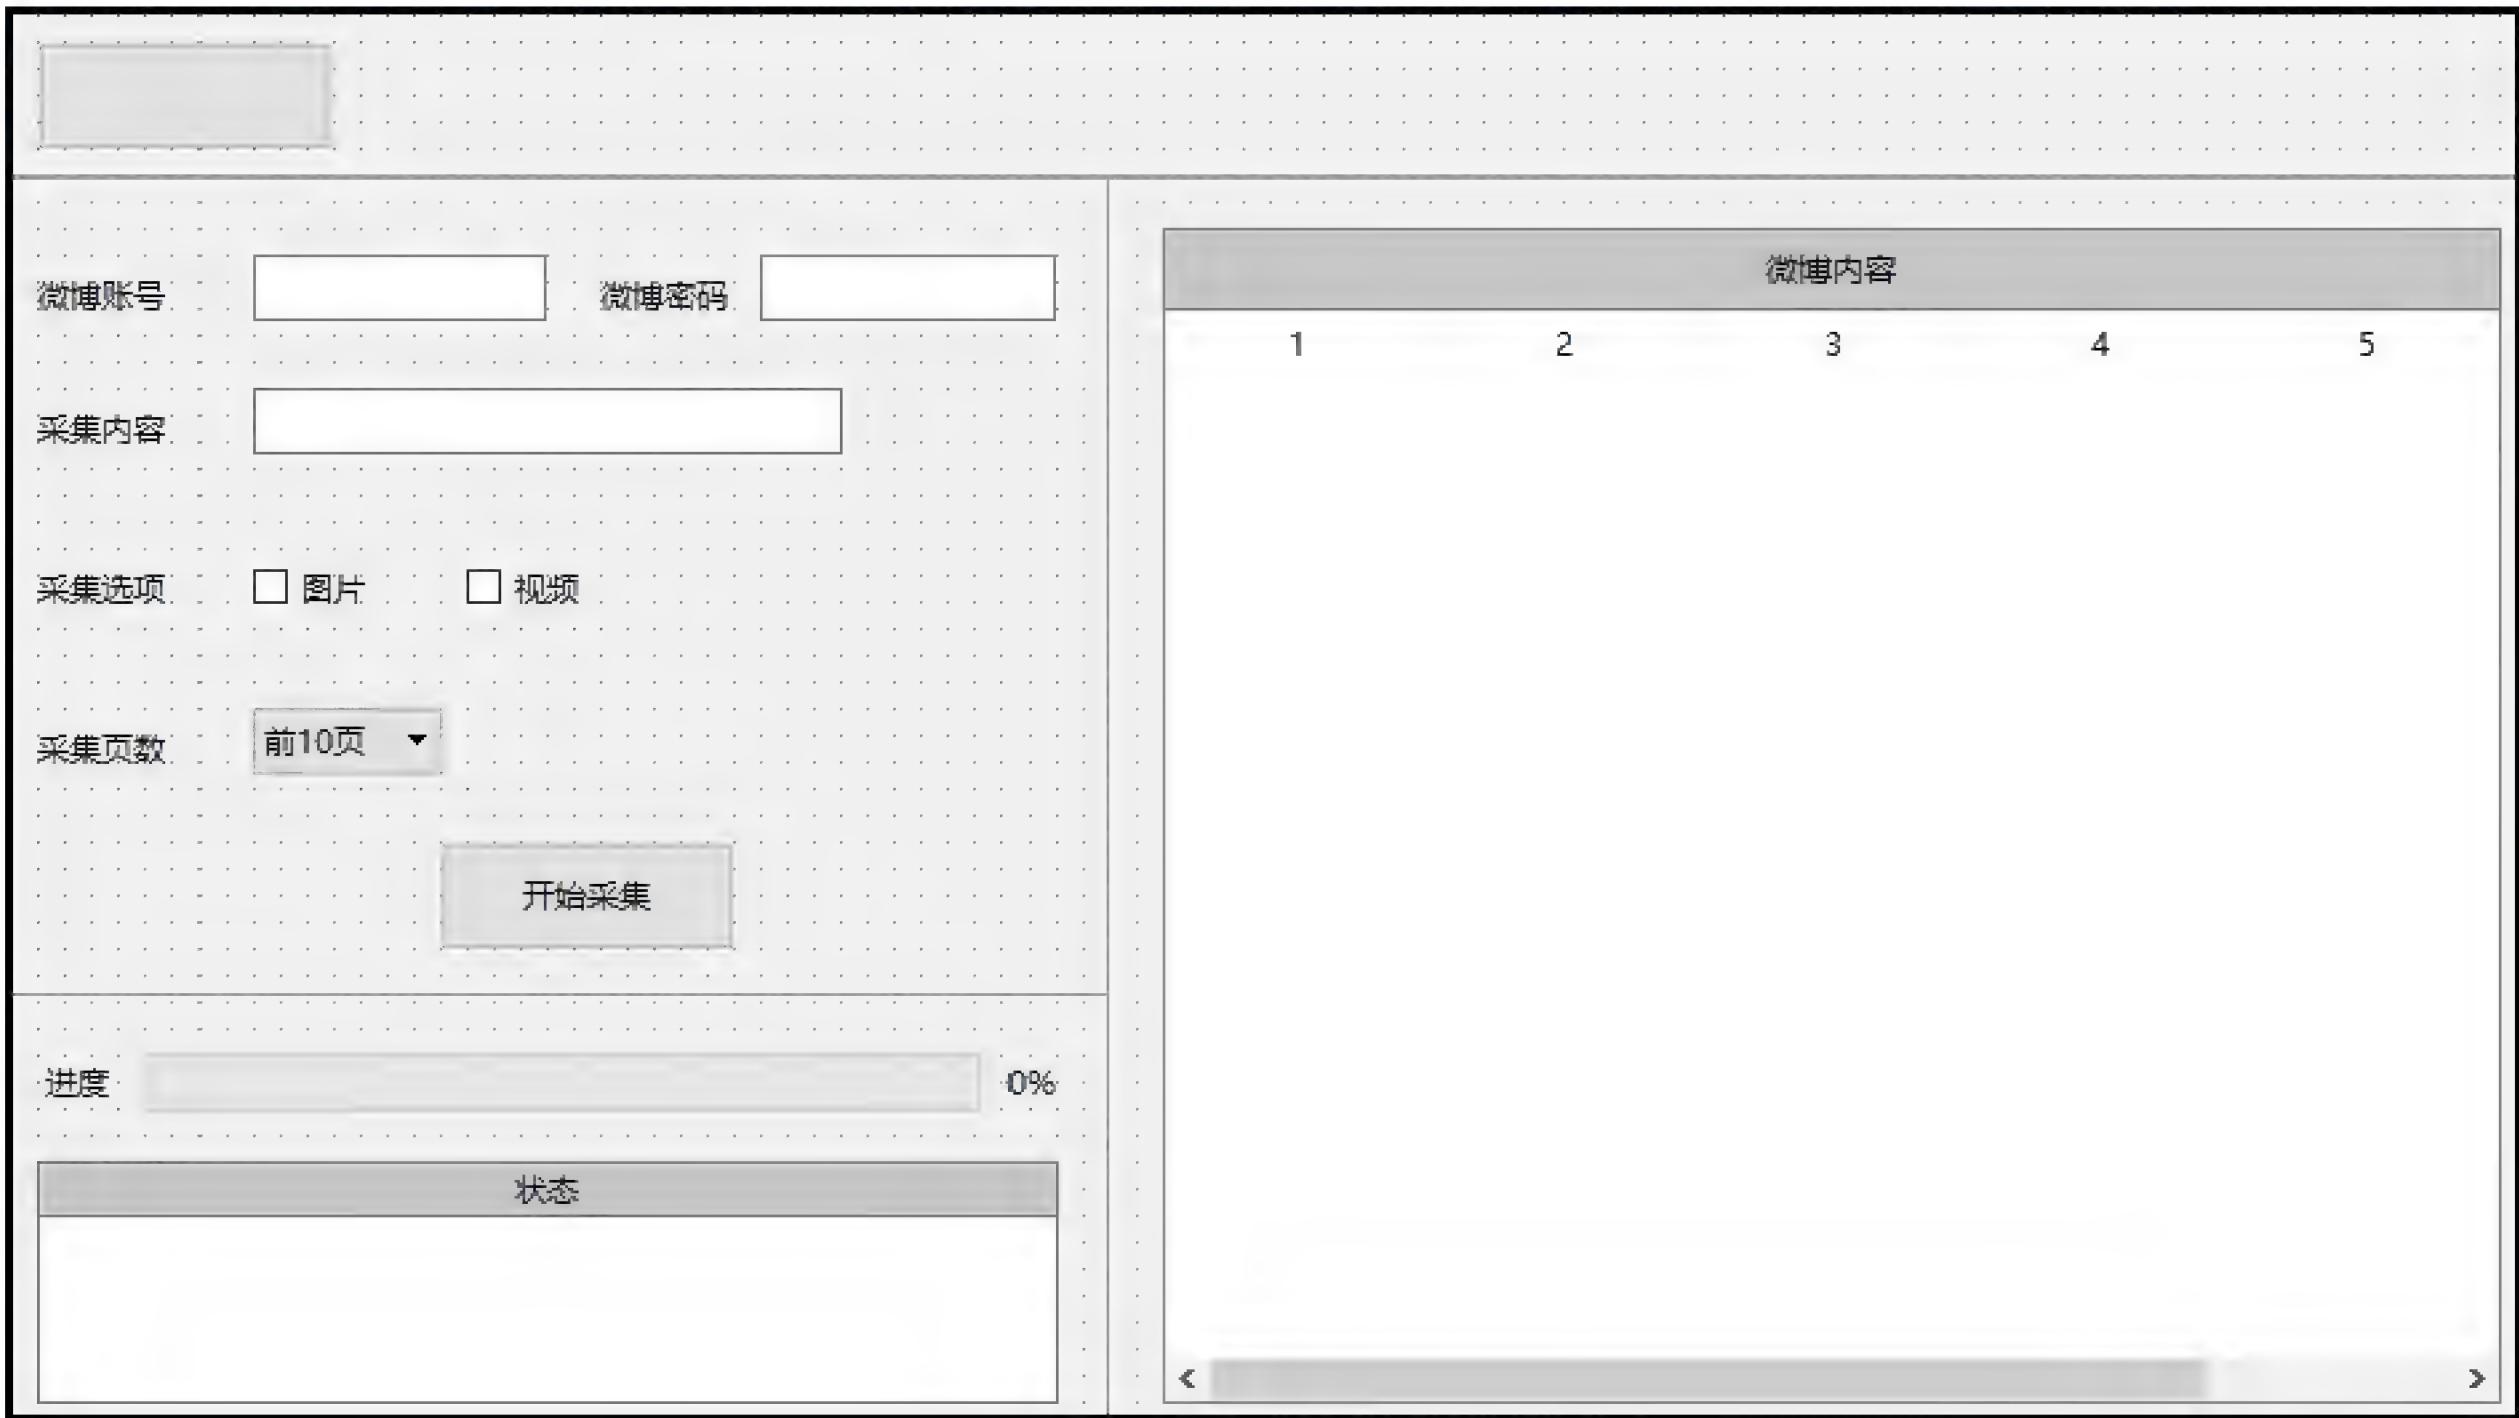 微博账号 微博密码
采集内容
采集选项 图片 视频
采集页数 前10页
开始采集
进度 0%
状态
微博内容
1 2 3 4 5